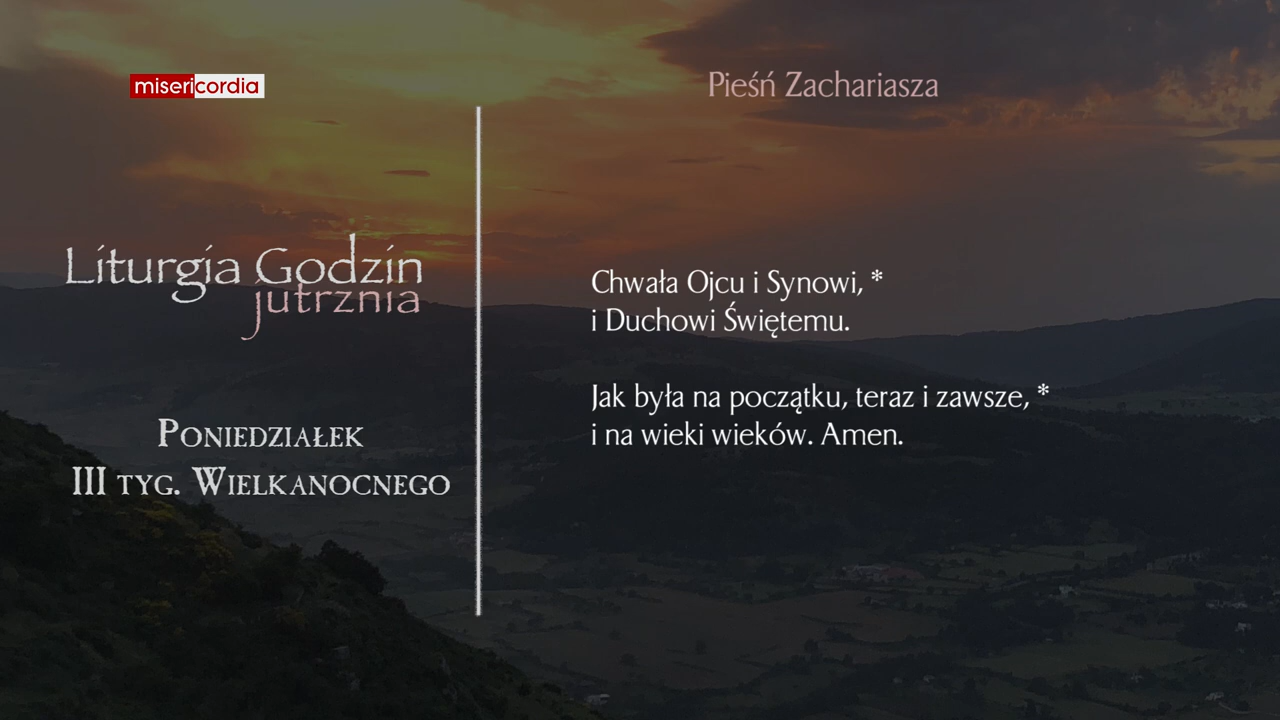 misericordia
Pieśń Zachariasza
Liturgia Godzin
jutrznia
Poniedziałek
III tyg. Wielkanocnego
Chwała Ojcu i Synowi, *
i Duchowi Świętemu.
Jak była na początku, teraz i zawsze, *
i na wieki wieków. Amen.